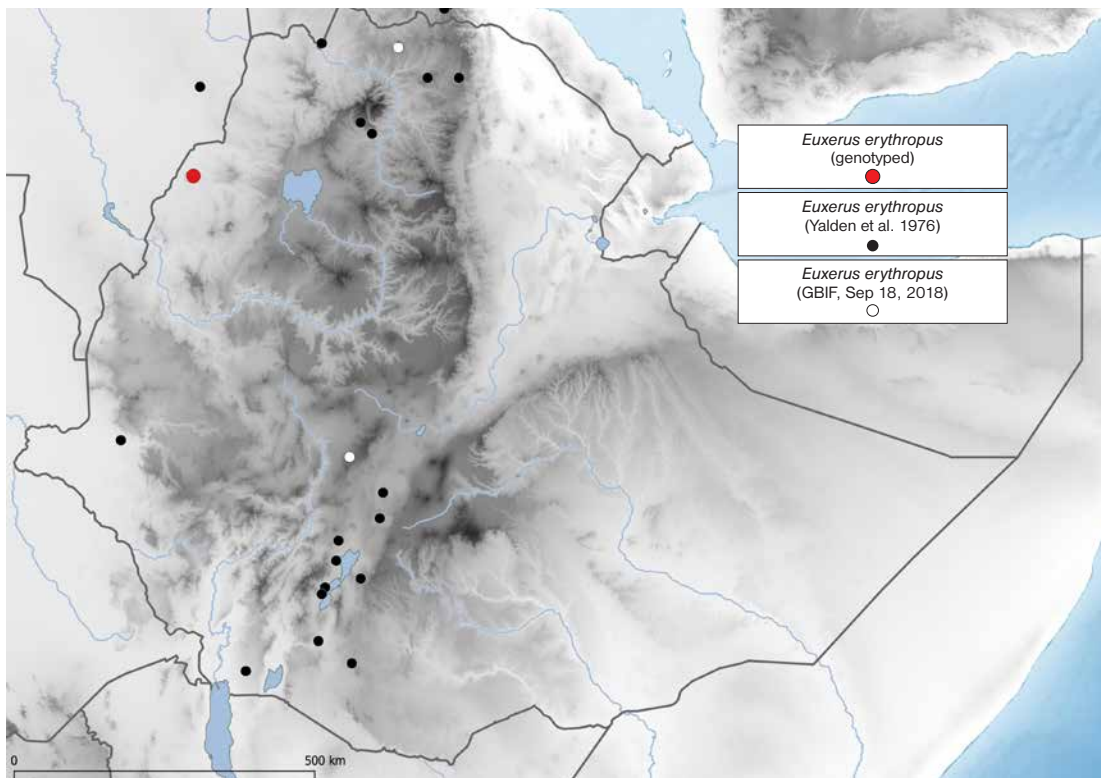 Euxerus erythropus
(genotyped)
Euxerus erythropus
(Yalden et al. 1976)
Euxerus erythropus
(GBIF, Sep 18, 2018)
0 500 km